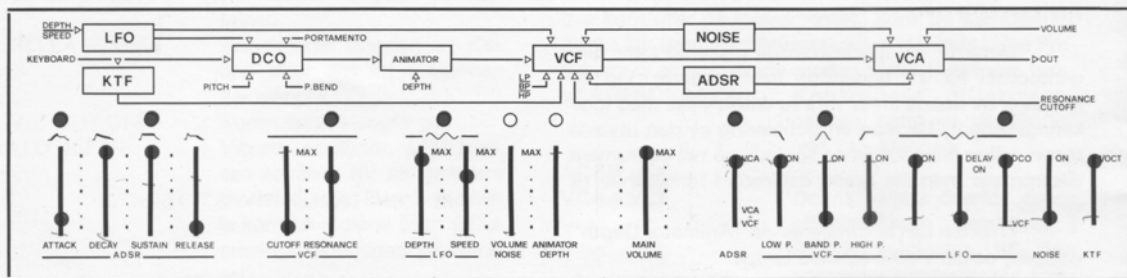 DEPTH
SPEED
LFO
PORTAMENTO
NOISE
VOLUME
KEYBOARD
DCO
ANIMATOR
VCF
VCA
OUT
KTF
PITCH
P.BEND
DEPTH
LP
BP
HP
ADSR
RESONANCE
CUTOFF
MAX MAX MAX MAX
VCA ON ON ON ON DELAY ON DCO ON V/OCT
VCA + VCF
VCF
ATTACK DECAY SUSTAIN RELEASE
ADSR
CUTOFF RESONANCE
VCF
DEPTH SPEED
LFO
VOLUME NOISE
ANIMATOR DEPTH
MAIN VOLUME
ADSR
LOW P. BAND P. HIGH P.
VCF
LFO
NOISE
KTF